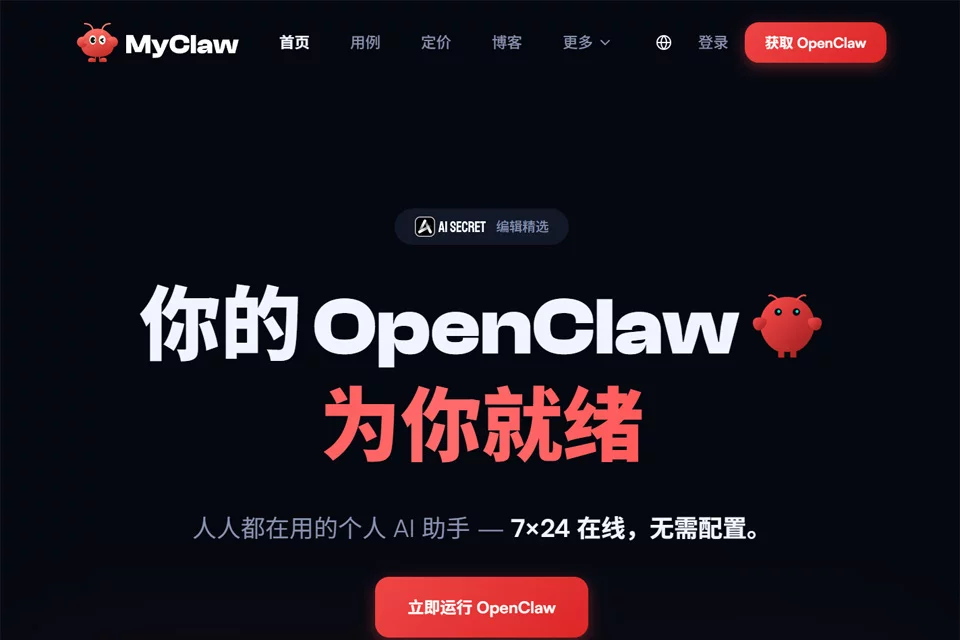 MyClaw 首页 用例 定价 博客 更多 登录 获取 OpenClaw
AI SECRET 编辑精选
你的 OpenClaw
为你就绪
人人都在用的个人 AI 助手 — 7×24 在线，无需配置。
立即运行 OpenClaw